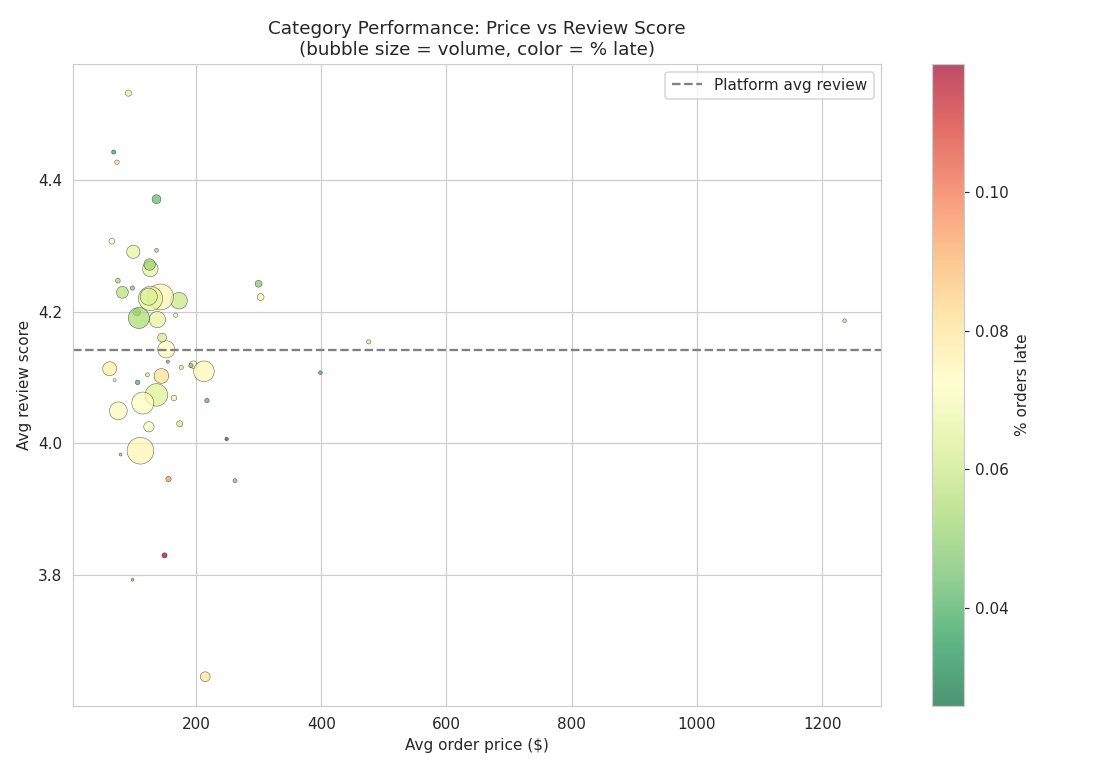 Category Performance: Price vs Review Score
(bubble size = volume, color = % late)
Platform avg review
Avg review score
4.4
4.2
4.0
3.8
200
400
600
800
1000
1200
Avg order price ($)
0.10
0.08
0.06
0.04
% orders late